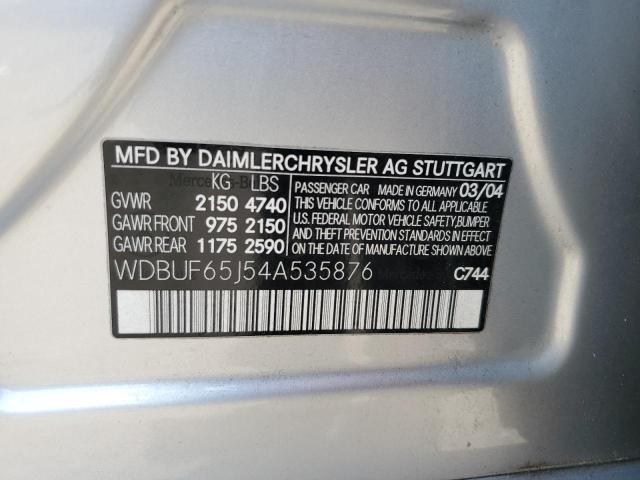 MFD BY DAIMLERCHRYSLER AG STUTTGART
KG LBS
GVWR 2150 4740
GAWR FRONT 975 2150
GAWR REAR 1175 2590
PASSENGER CAR MADE IN GERMANY 03/04
THIS VEHICLE CONFORMS TO ALL APPLICABLE
U.S. FEDERAL MOTOR VEHICLE SAFETY, BUMPER,
AND THEFT PREVENTION STANDARDS IN EFFECT
ON THE DATE OF MANUFACTURE SHOWN ABOVE.
WDBUF65J54A535876 C744